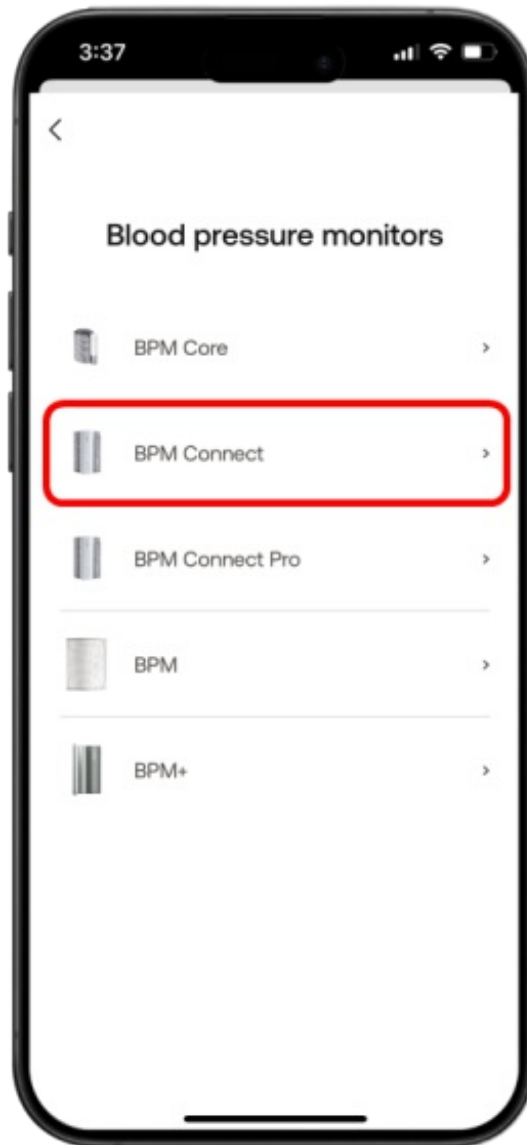 3:37
Blood pressure monitors
BPM Core
BPM Connect
BPM Connect Pro
BPM
BPM+